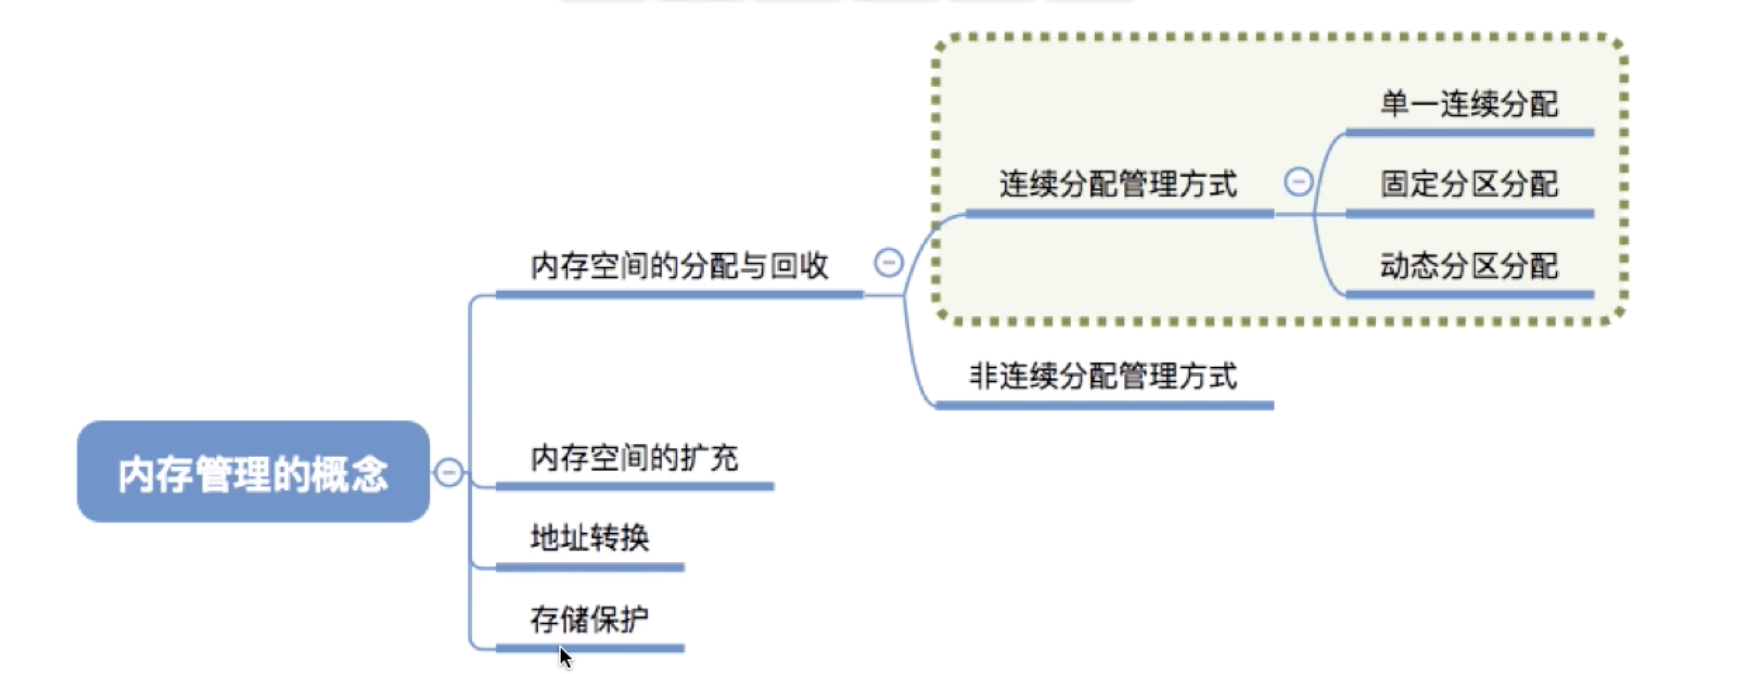 单一连续分配
连续分配管理方式
固定分区分配
动态分区分配
内存空间的分配与回收
非连续分配管理方式
内存管理的概念
内存空间的扩充
地址转换
存储保护